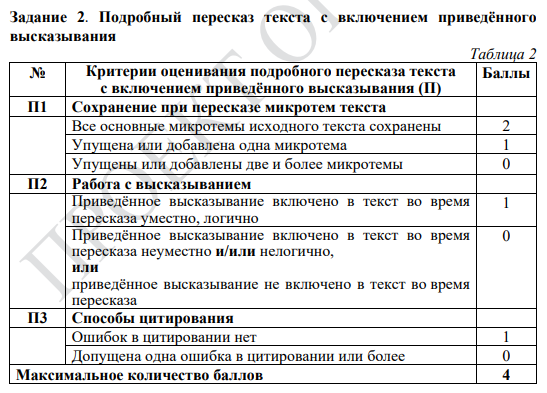 Задание 2. Подробный пересказ текста с включением приведённого
высказывания
Таблица 2
№ Критерии оценивания подробного пересказа текста с включением приведённого высказывания (П) Баллы
П1 Сохранение при пересказе микротем текста
Все основные микротемы исходного текста сохранены 2
Упущена или добавлена одна микротема 1
Упущены или добавлены две и более микротемы 0
П2 Работа с высказыванием
Приведённое высказывание включено в текст во время 1
пересказа уместно, логично
Приведённое высказывание включено в текст во время 0
пересказа неуместно и/или нелогично,
или
приведённое высказывание не включено в текст во время
пересказа
П3 Способы цитирования
Ошибок в цитировании нет 1
Допущена одна ошибка в цитировании или более 0
Максимальное количество баллов 4
ПРОЕКТ